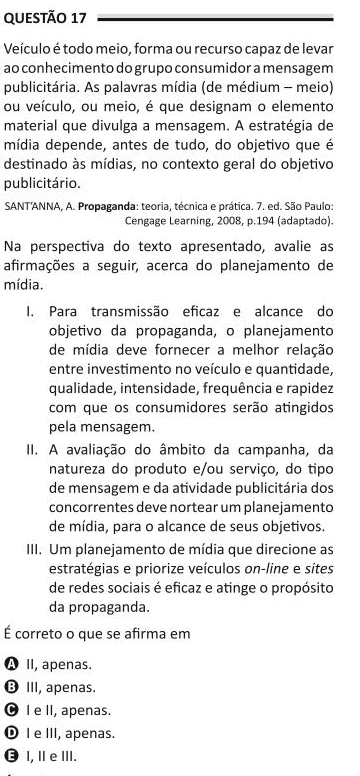 QUESTÃO 17
Veículo é todo meio, forma ou recurso capaz de levar
ao conhecimento do grupo consumidor a mensagem
publicitária. As palavras mídia (de médium – meio)
ou veículo, ou meio, é que designam o elemento
material que divulga a mensagem. A estratégia de
mídia depende, antes de tudo, do objetivo que é
destinado às mídias, no contexto geral do objetivo
publicitário.
SANT'ANNA, A. Propaganda: teoria, técnica e prática. 7. ed. São Paulo:
Cengage Learning, 2008, p.194 (adaptado).
Na perspectiva do texto apresentado, avalie as
afirmações a seguir, acerca do planejamento de
mídia.
I. Para transmissão eficaz e alcance do
objetivo da propaganda, o planejamento
de mídia deve fornecer a melhor relação
entre investimento no veículo e quantidade,
qualidade, intensidade, frequência e rapidez
com que os consumidores serão atingidos
pela mensagem.
II. A avaliação do âmbito da campanha, da
natureza do produto e/ou serviço, do tipo
de mensagem e da atividade publicitária dos
concorrentes deve nortear um planejamento
de mídia, para o alcance de seus objetivos.
III. Um planejamento de mídia que direcione as
estratégias e priorize veículos on-line e sites
de redes sociais é eficaz e atinge o propósito
da propaganda.
É correto o que se afirma em
A II, apenas.
B III, apenas.
C I e II, apenas.
D I e III, apenas.
E I, II e III.